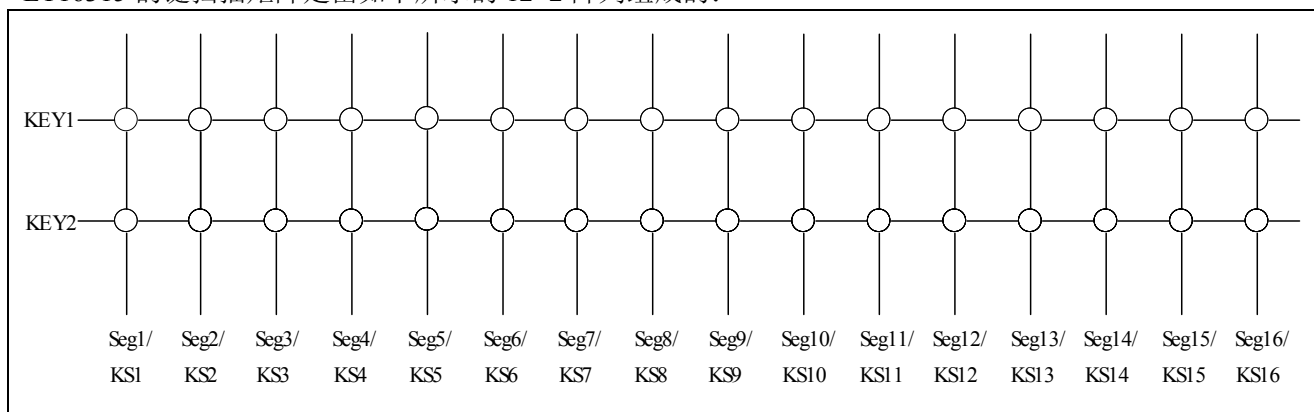 KEY1
KEY2
Seg1/ Seg2/ Seg3/ Seg4/ Seg5/ Seg6/ Seg7/ Seg8/ Seg9/ Seg10/ Seg11/ Seg12/ Seg13/ Seg14/ Seg15/ Seg16/
KS1 KS2 KS3 KS4 KS5 KS6 KS7 KS8 KS9 KS10 KS11 KS12 KS13 KS14 KS15 KS16